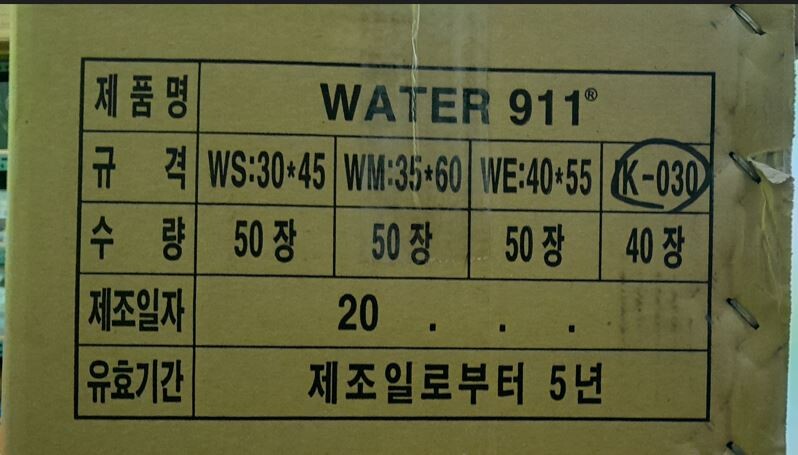 제품명 WATER 911®
규격 WS:30*45 WM:35*60 WE:40*55 IK-030
수량 50장 50장 50장 40장
제조일자 20 . . .
유효기간 제조일로부터 5년